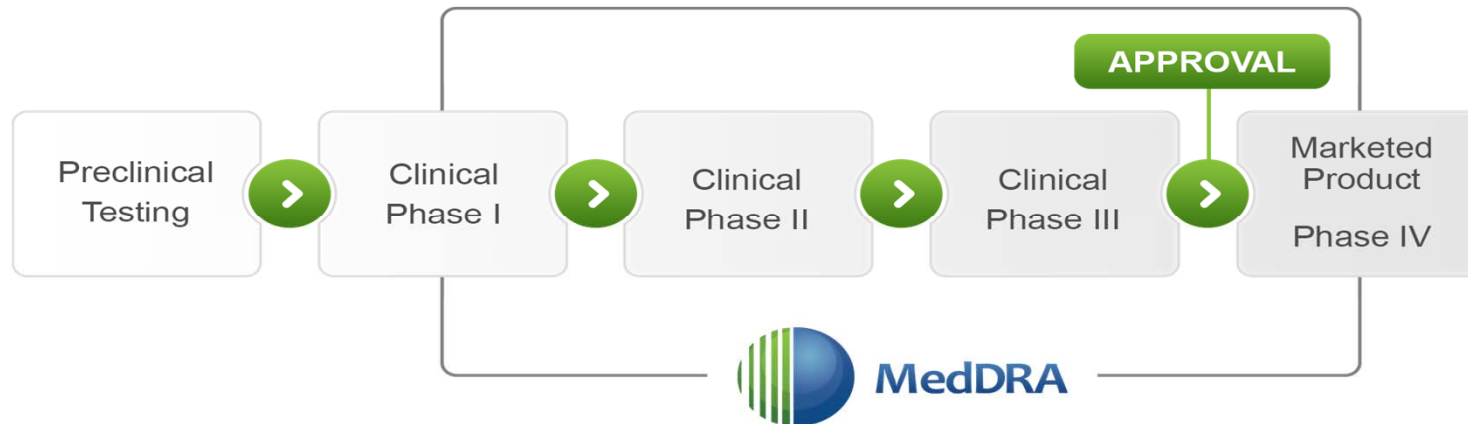 APPROVAL
Preclinical
Testing
Clinical
Phase I
Clinical
Phase II
Clinical
Phase III
Marketed
Product
Phase IV
MedDRA